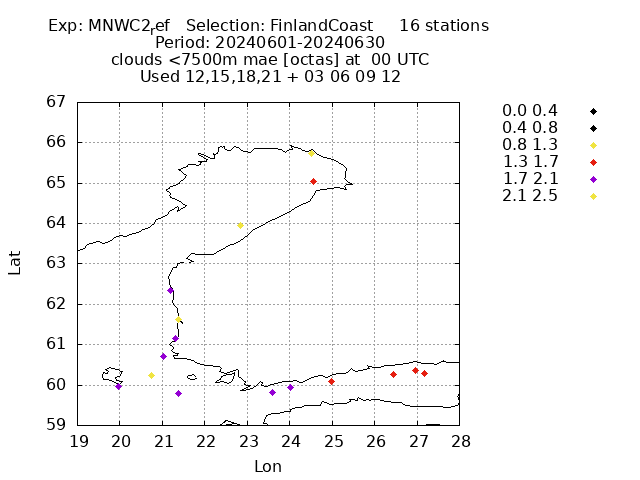 Exp: MNWC2ref Selection: FinlandCoast 16 stations
Period: 20240601-20240630
clouds <7500m mae [octas] at 00 UTC
Used 12,15,18,21 + 03 06 09 12
67
66
65
64
63
62
61
60
59
Lat
19 20 21 22 23 24 25 26 27 28
Lon
0.0 0.4
0.4 0.8
0.8 1.3
1.3 1.7
1.7 2.1
2.1 2.5